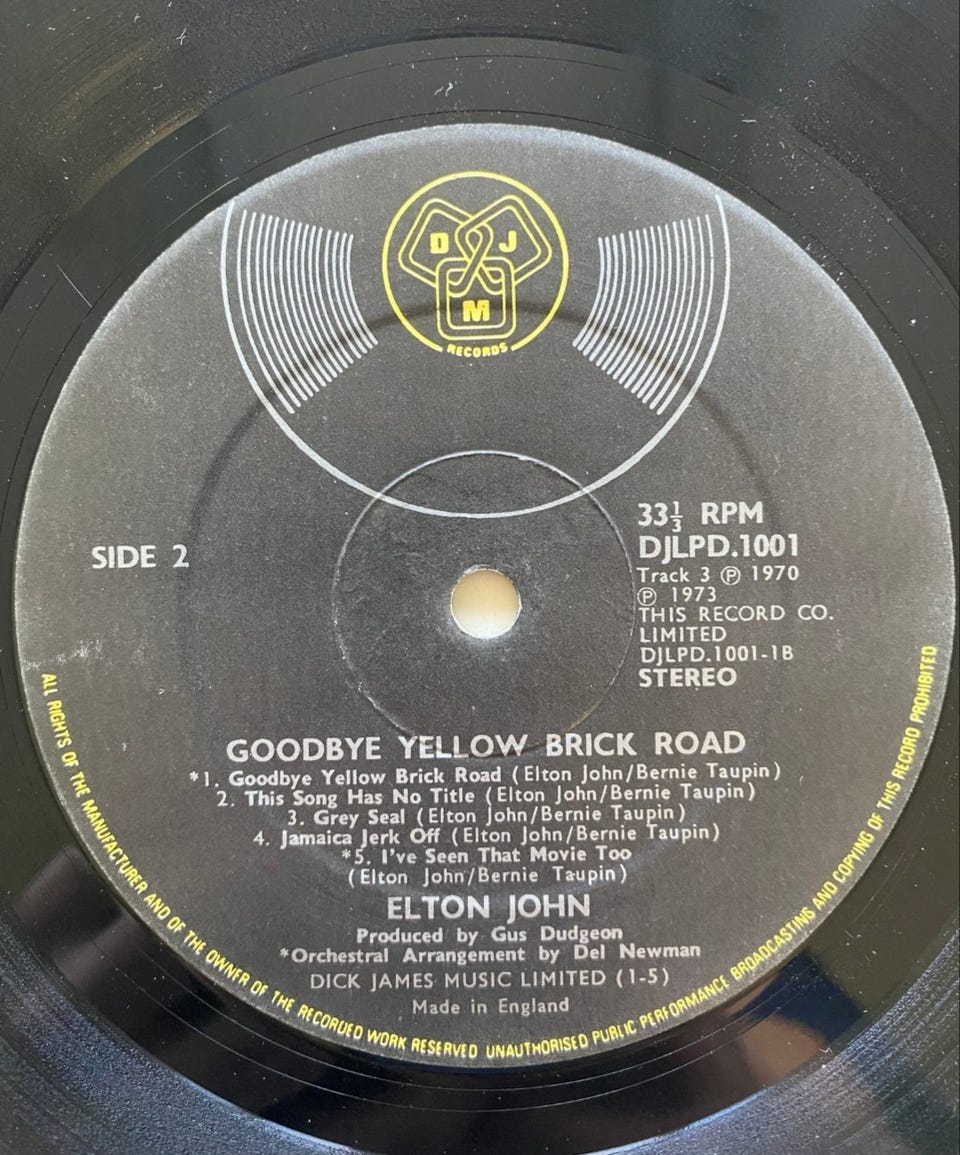 D J
M
RECORDS
SIDE 2
33⅓ RPM
DJLPD.1001
Track 3 ℗ 1970
℗ 1973
THIS RECORD CO.
LIMITED
DJLPD.1001-1B
STEREO
GOODBYE YELLOW BRICK ROAD
*1. Goodbye Yellow Brick Road (Elton John/Bernie Taupin)
2. This Song Has No Title (Elton John/Bernie Taupin)
3. Grey Seal (Elton John/Bernie Taupin)
4. Jamaica Jerk Off (Elton John/Bernie Taupin)
*5. I've Seen That Movie Too
(Elton John/Bernie Taupin)
ELTON JOHN
Produced by Gus Dudgeon
*Orchestral Arrangement by Del Newman
DICK JAMES MUSIC LIMITED (1-5)
Made in England
ALL RIGHTS OF THE MANUFACTURER AND OF THE OWNER OF THE RECORDED WORK RESERVED UNAUTHORISED PUBLIC PERFORMANCE BROADCASTING AND COPYING OF THIS RECORD PROHIBITED